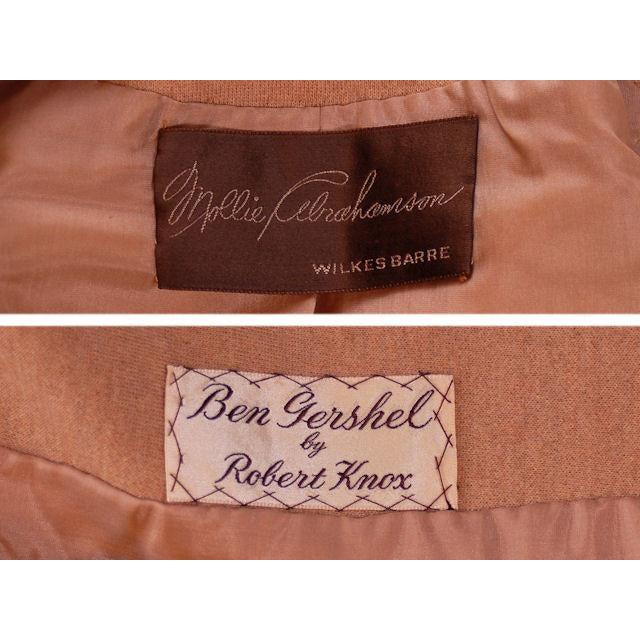 Mollie Abrahamson
WILKES BARRE
Ben Gershel
by
Robert Knox